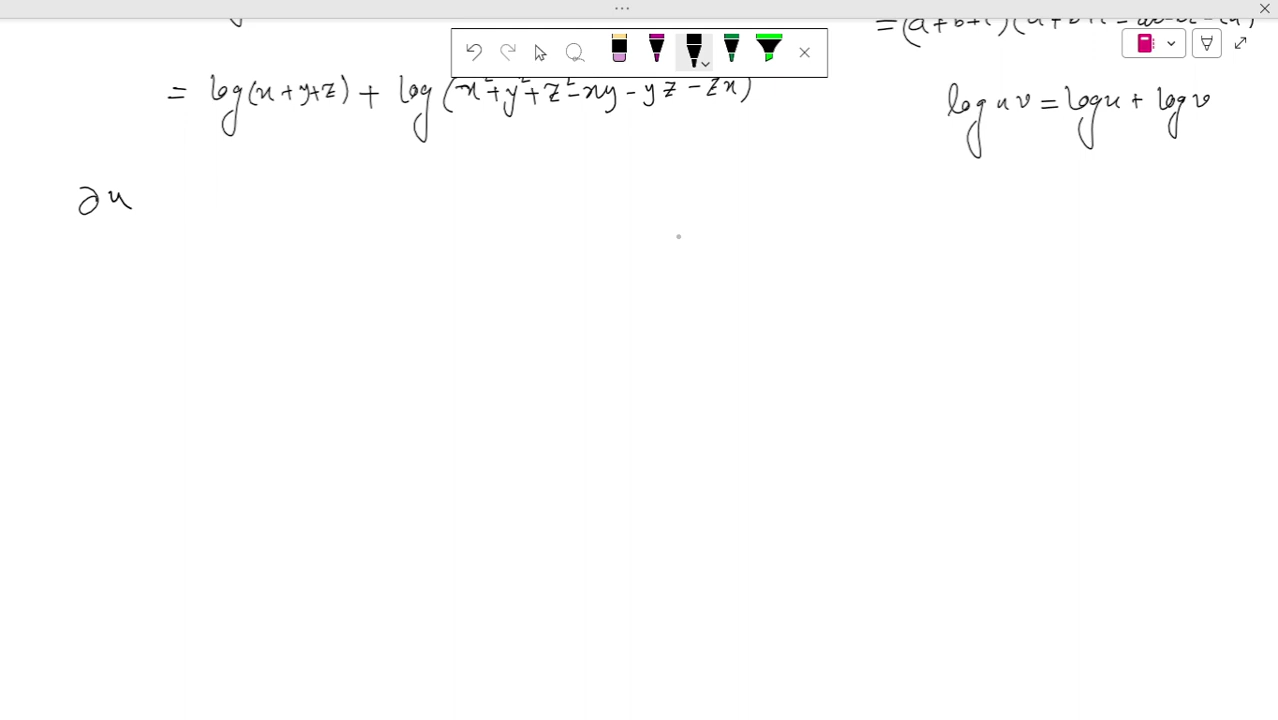 = log(x+y+z) + log(x²+y²+z²-xy-yz-zx)
log uv = log u + log v
∂u